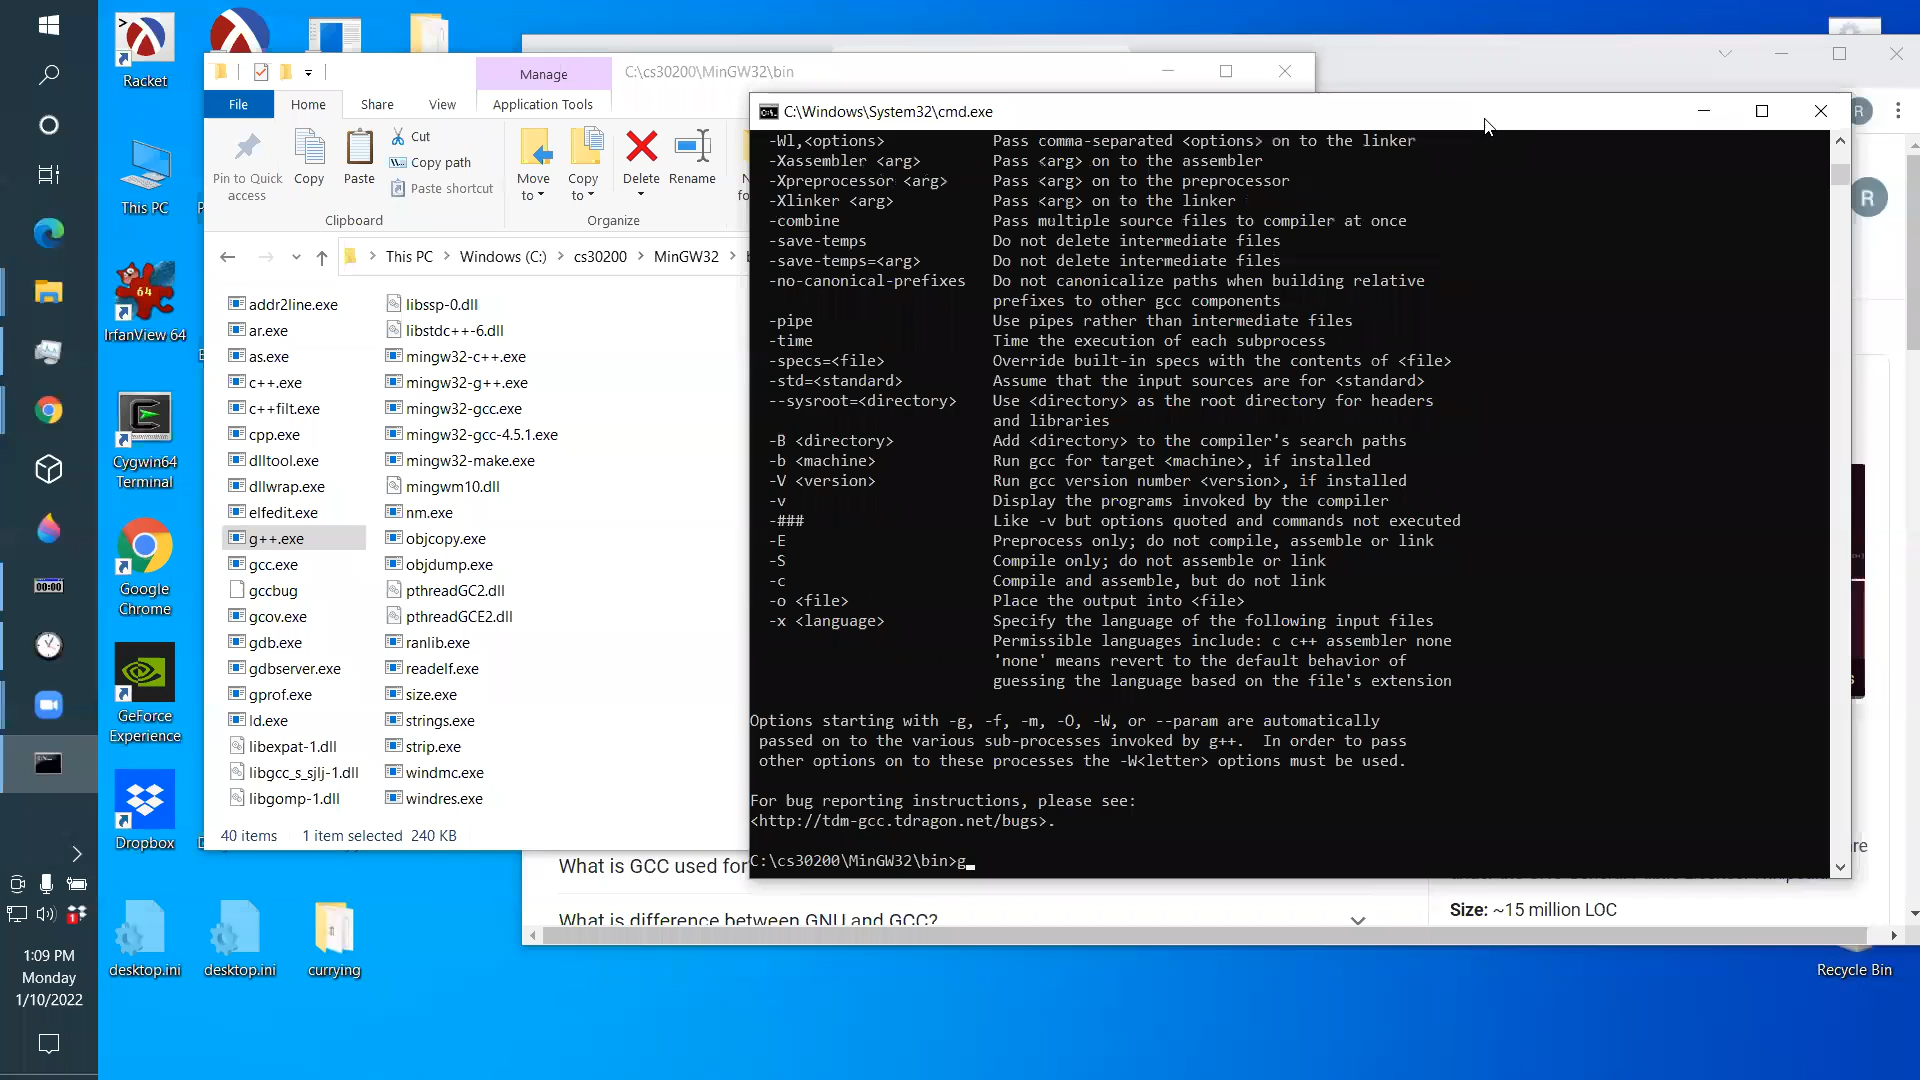 Racket
This PC
IrfanView 64
Cygwin64
Terminal
Google
Chrome
GeForce
Experience
Dropbox
desktop.ini
desktop.ini
currying
Recycle Bin
00:00
1:09 PM
Monday
1/10/2022
Manage
C:\cs30200\MinGW32\bin
File
Home
Share
View
Application Tools
Pin to Quick
access
Copy
Paste
Cut
Copy path
Paste shortcut
Clipboard
Move
to
Copy
to
Delete
Rename
Organize
This PC
Windows (C:)
cs30200
MinGW32
addr2line.exe
ar.exe
as.exe
c++.exe
c++filt.exe
cpp.exe
dlltool.exe
dllwrap.exe
elfedit.exe
g++.exe
gcc.exe
gccbug
gcov.exe
gdb.exe
gdbserver.exe
gprof.exe
ld.exe
libexpat-1.dll
libgcc_s_sjlj-1.dll
libgomp-1.dll
libssp-0.dll
libstdc++-6.dll
mingw32-c++.exe
mingw32-g++.exe
mingw32-gcc.exe
mingw32-gcc-4.5.1.exe
mingw32-make.exe
mingwm10.dll
nm.exe
objcopy.exe
objdump.exe
pthreadGC2.dll
pthreadGCE2.dll
ranlib.exe
readelf.exe
size.exe
strings.exe
strip.exe
windmc.exe
windres.exe
40 items 1 item selected 240 KB
C:\Windows\System32\cmd.exe
-Wl,<options> Pass comma-separated <options> on to the linker
-Xassembler <arg> Pass <arg> on to the assembler
-Xpreprocessor <arg> Pass <arg> on to the preprocessor
-Xlinker <arg> Pass <arg> on to the linker
-combine Pass multiple source files to compiler at once
-save-temps Do not delete intermediate files
-save-temps=<arg> Do not delete intermediate files
-no-canonical-prefixes Do not canonicalize paths when building relative
prefixes to other gcc components
-pipe Use pipes rather than intermediate files
-time Time the execution of each subprocess
-specs=<file> Override built-in specs with the contents of <file>
-std=<standard> Assume that the input sources are for <standard>
--sysroot=<directory> Use <directory> as the root directory for headers
and libraries
-B <directory> Add <directory> to the compiler's search paths
-b <machine> Run gcc for target <machine>, if installed
-V <version> Run gcc version number <version>, if installed
-v Display the programs invoked by the compiler
-### Like -v but options quoted and commands not executed
-E Preprocess only; do not compile, assemble or link
-S Compile only; do not assemble or link
-c Compile and assemble, but do not link
-o <file> Place the output into <file>
-x <language> Specify the language of the following input files
Permissible languages include: c c++ assembler none
'none' means revert to the default behavior of
guessing the language based on the file's extension
Options starting with -g, -f, -m, -O, -W, or --param are automatically
passed on to the various sub-processes invoked by g++. In order to pass
other options on to these processes the -W<letter> options must be used.
For bug reporting instructions, please see:
<http://tdm-gcc.tdragon.net/bugs>.
C:\cs30200\MinGW32\bin>g_
What is GCC used for
What is difference between GNU and GCC?
Size: ~15 million LOC
R
R